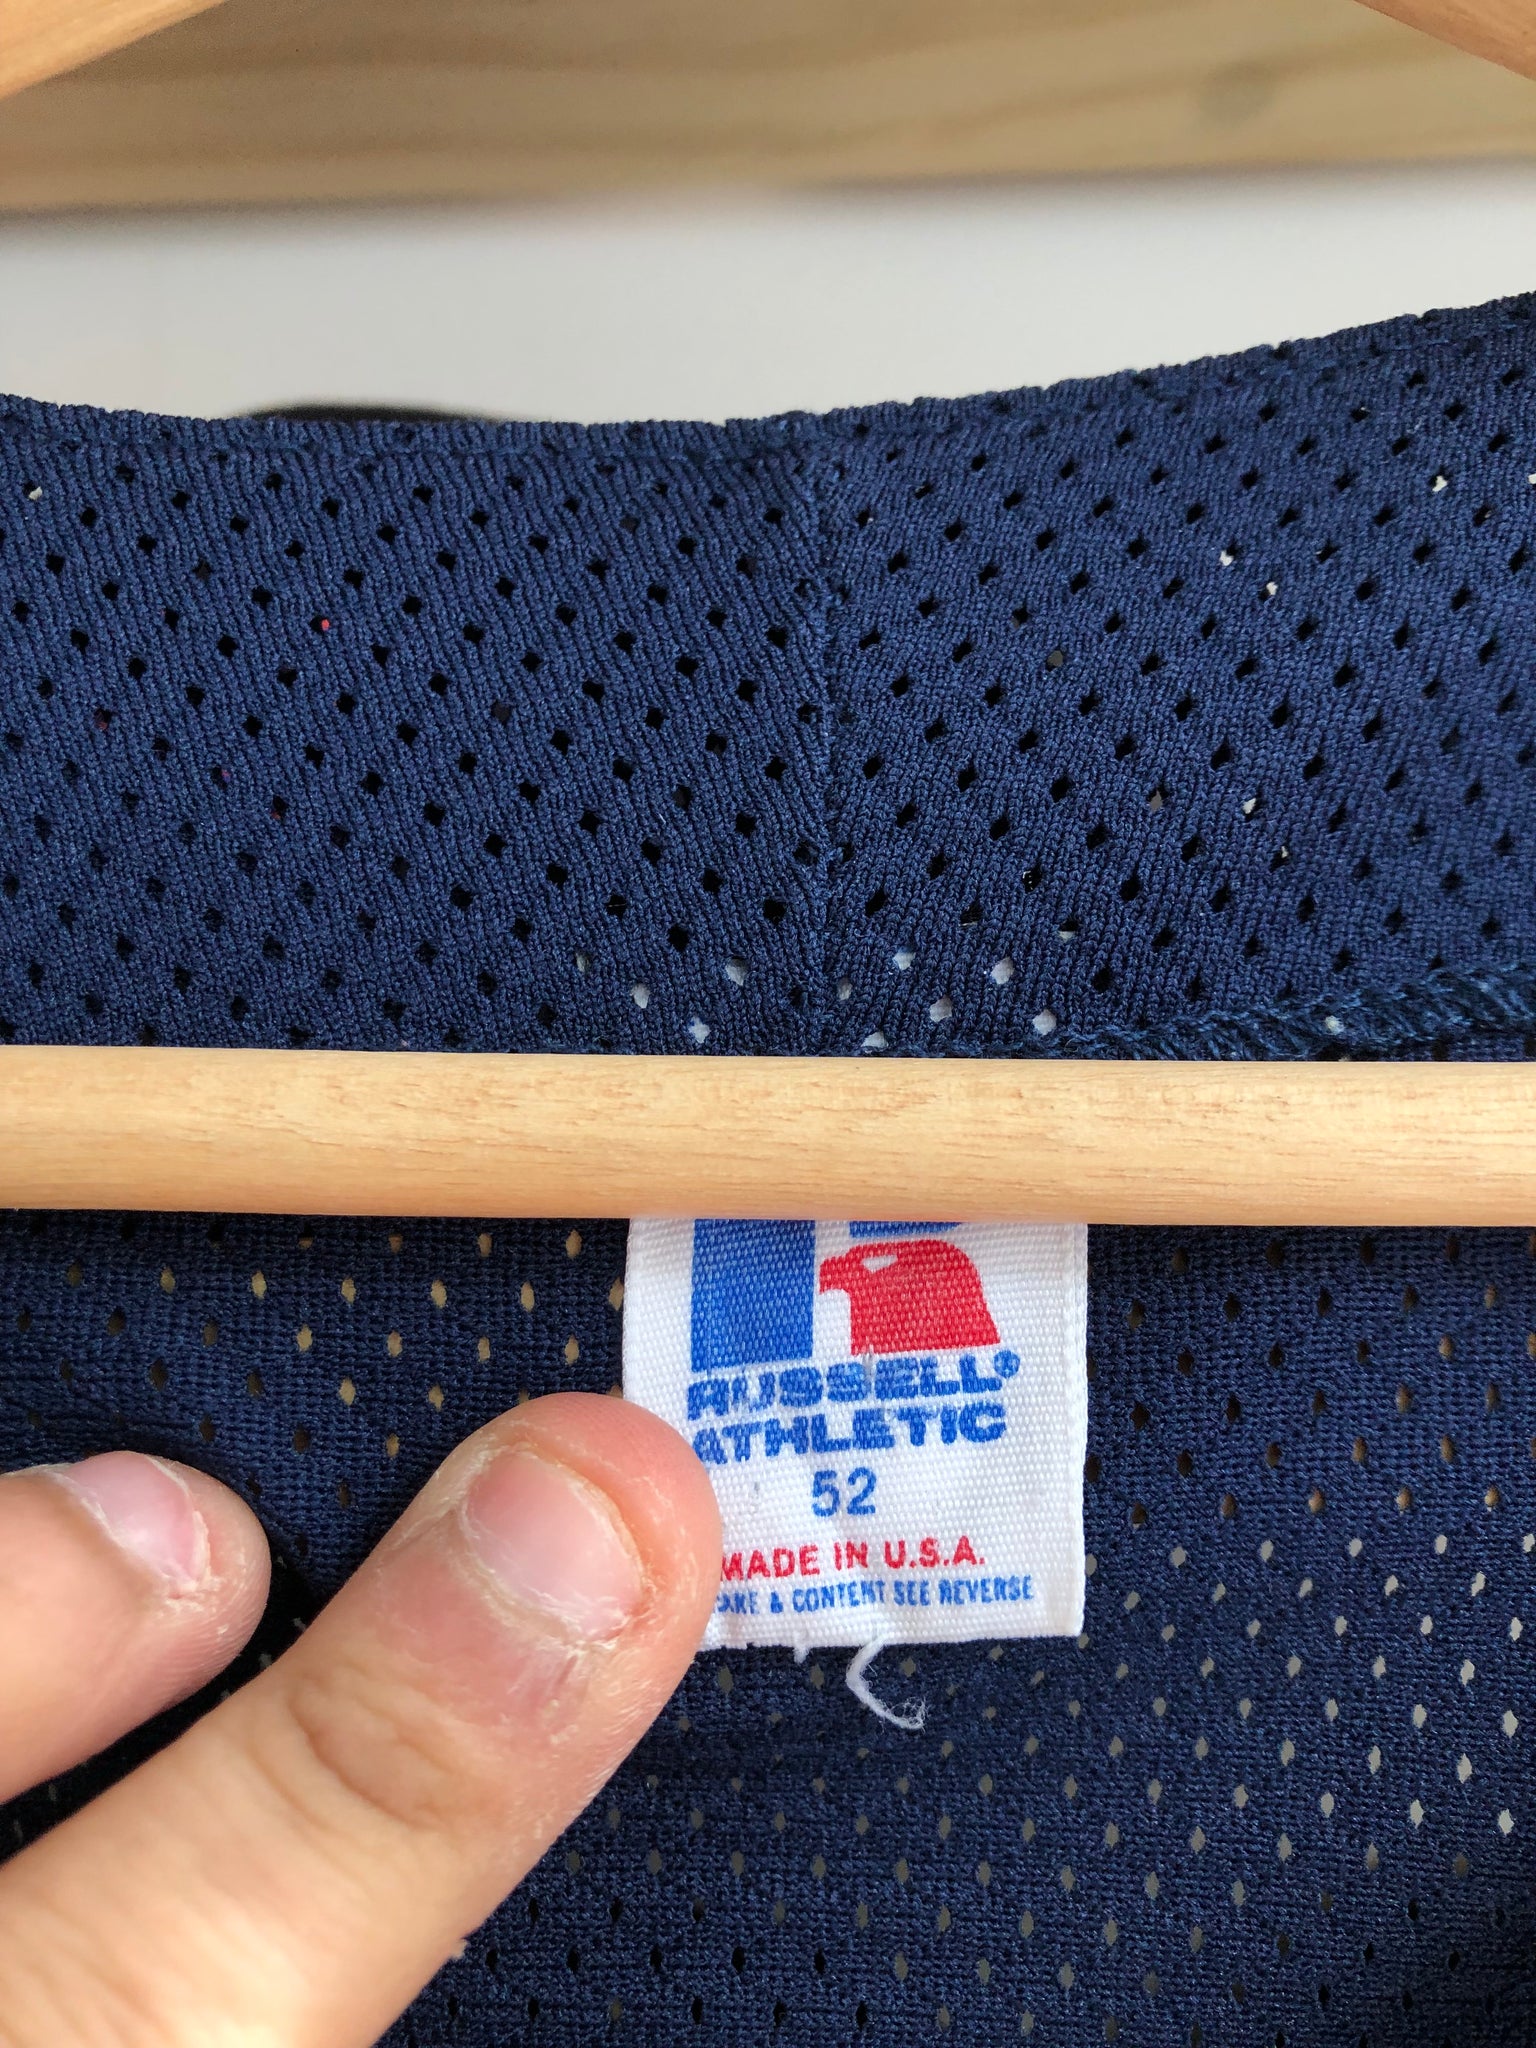 RUSSELL®
ATHLETIC
52
MADE IN U.S.A.
& CONTENT SEE REVERSE